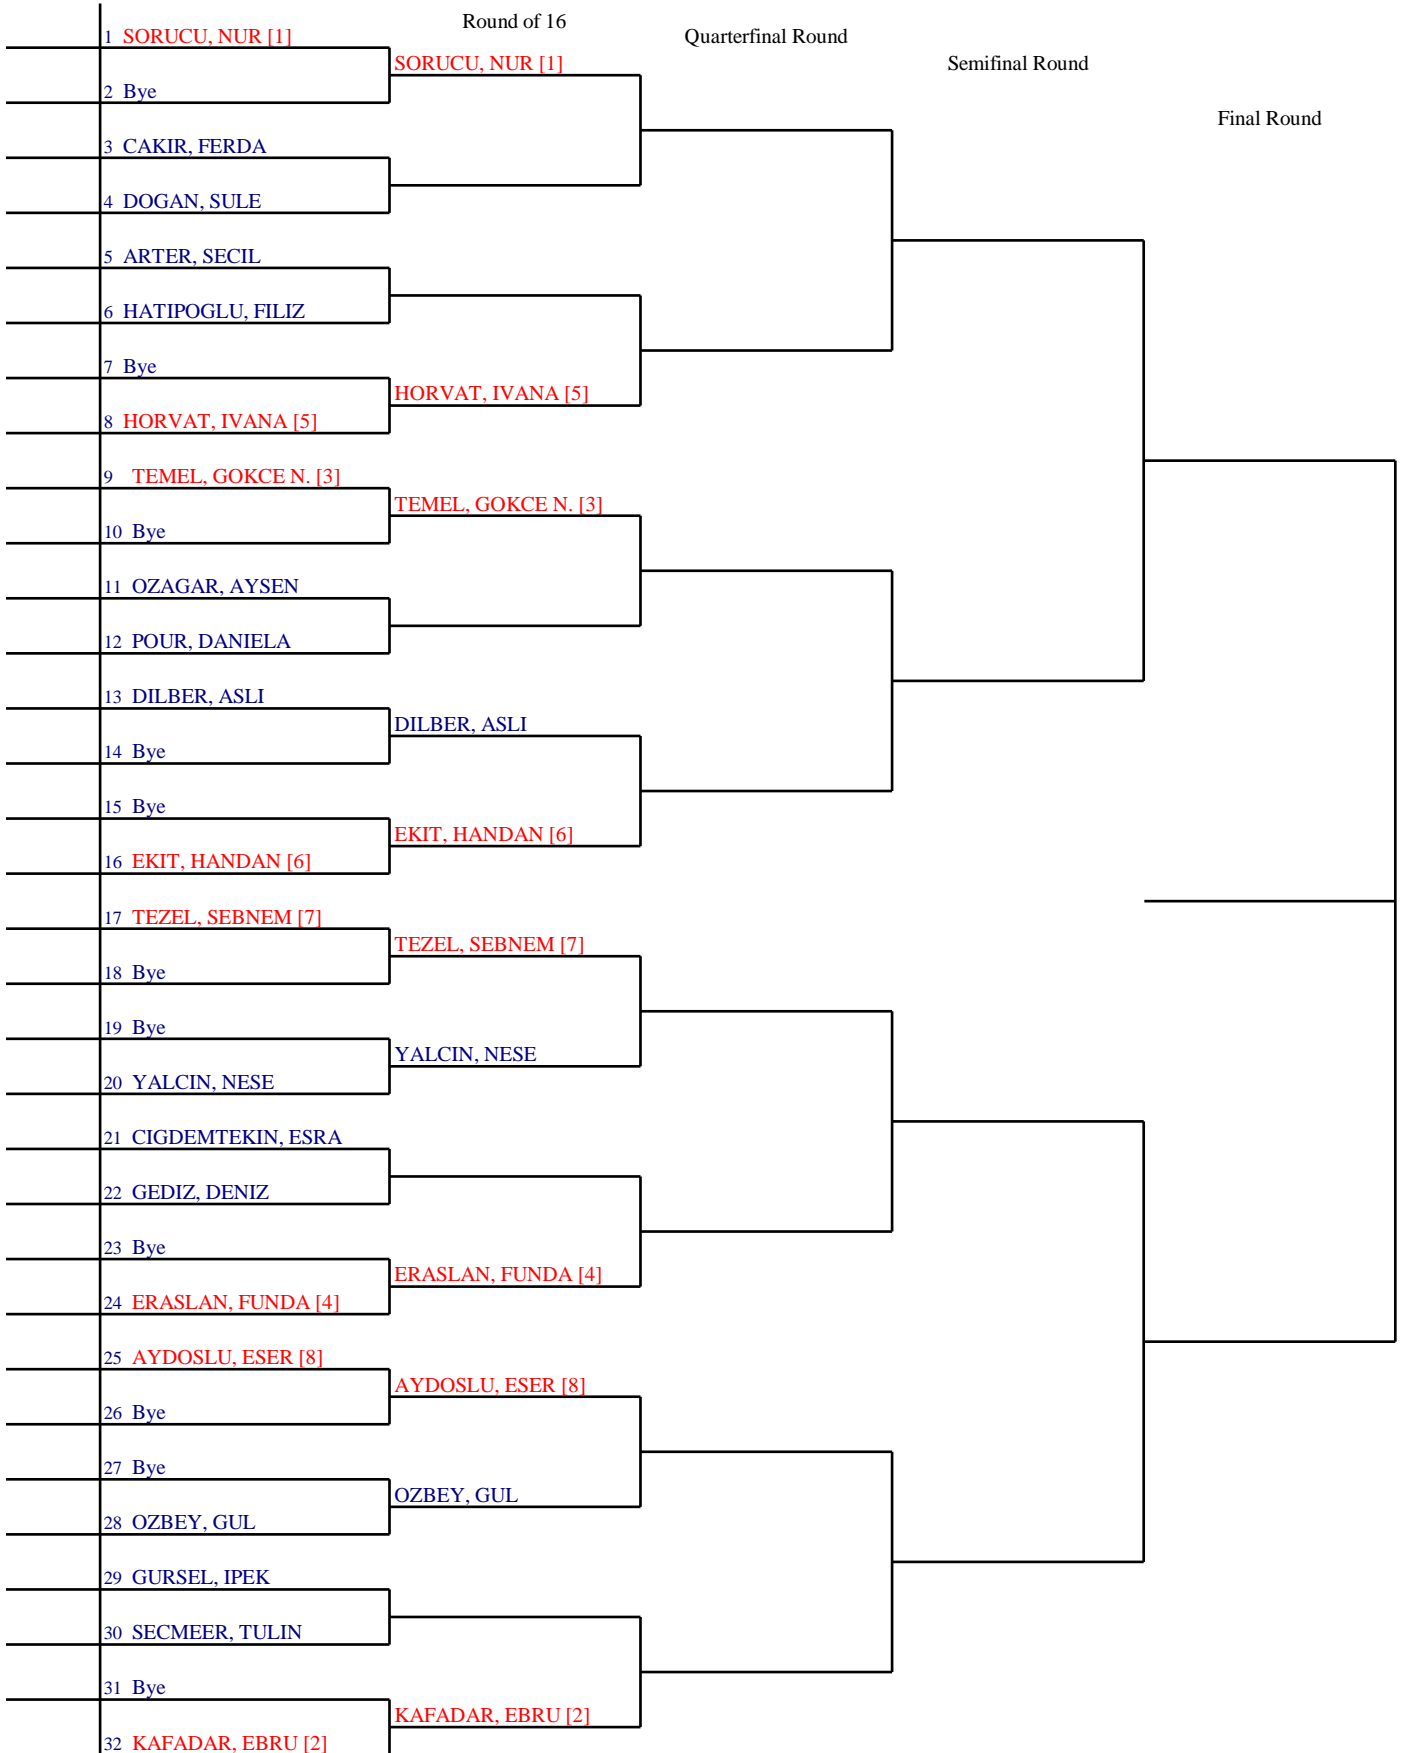 Round of 16
Quarterfinal Round
Semifinal Round
Final Round
1 SORUCU, NUR [1]
SORUCU, NUR [1]
2 Bye
3 CAKIR, FERDA
4 DOGAN, SULE
5 ARTER, SECIL
6 HATIPOGLU, FILIZ
7 Bye
HORVAT, IVANA [5]
8 HORVAT, IVANA [5]
9 TEMEL, GOKCE N. [3]
TEMEL, GOKCE N. [3]
10 Bye
11 OZAGAR, AYSEN
12 POUR, DANIELA
13 DILBER, ASLI
DILBER, ASLI
14 Bye
15 Bye
EKIT, HANDAN [6]
16 EKIT, HANDAN [6]
17 TEZEL, SEBNEM [7]
TEZEL, SEBNEM [7]
18 Bye
19 Bye
YALCIN, NESE
20 YALCIN, NESE
21 CIGDEMTEKIN, ESRA
22 GEDIZ, DENIZ
23 Bye
ERASLAN, FUNDA [4]
24 ERASLAN, FUNDA [4]
25 AYDOSLU, ESER [8]
AYDOSLU, ESER [8]
26 Bye
27 Bye
OZBEY, GUL
28 OZBEY, GUL
29 GURSEL, IPEK
30 SECMEER, TULIN
31 Bye
KAFADAR, EBRU [2]
32 KAFADAR, EBRU [2]